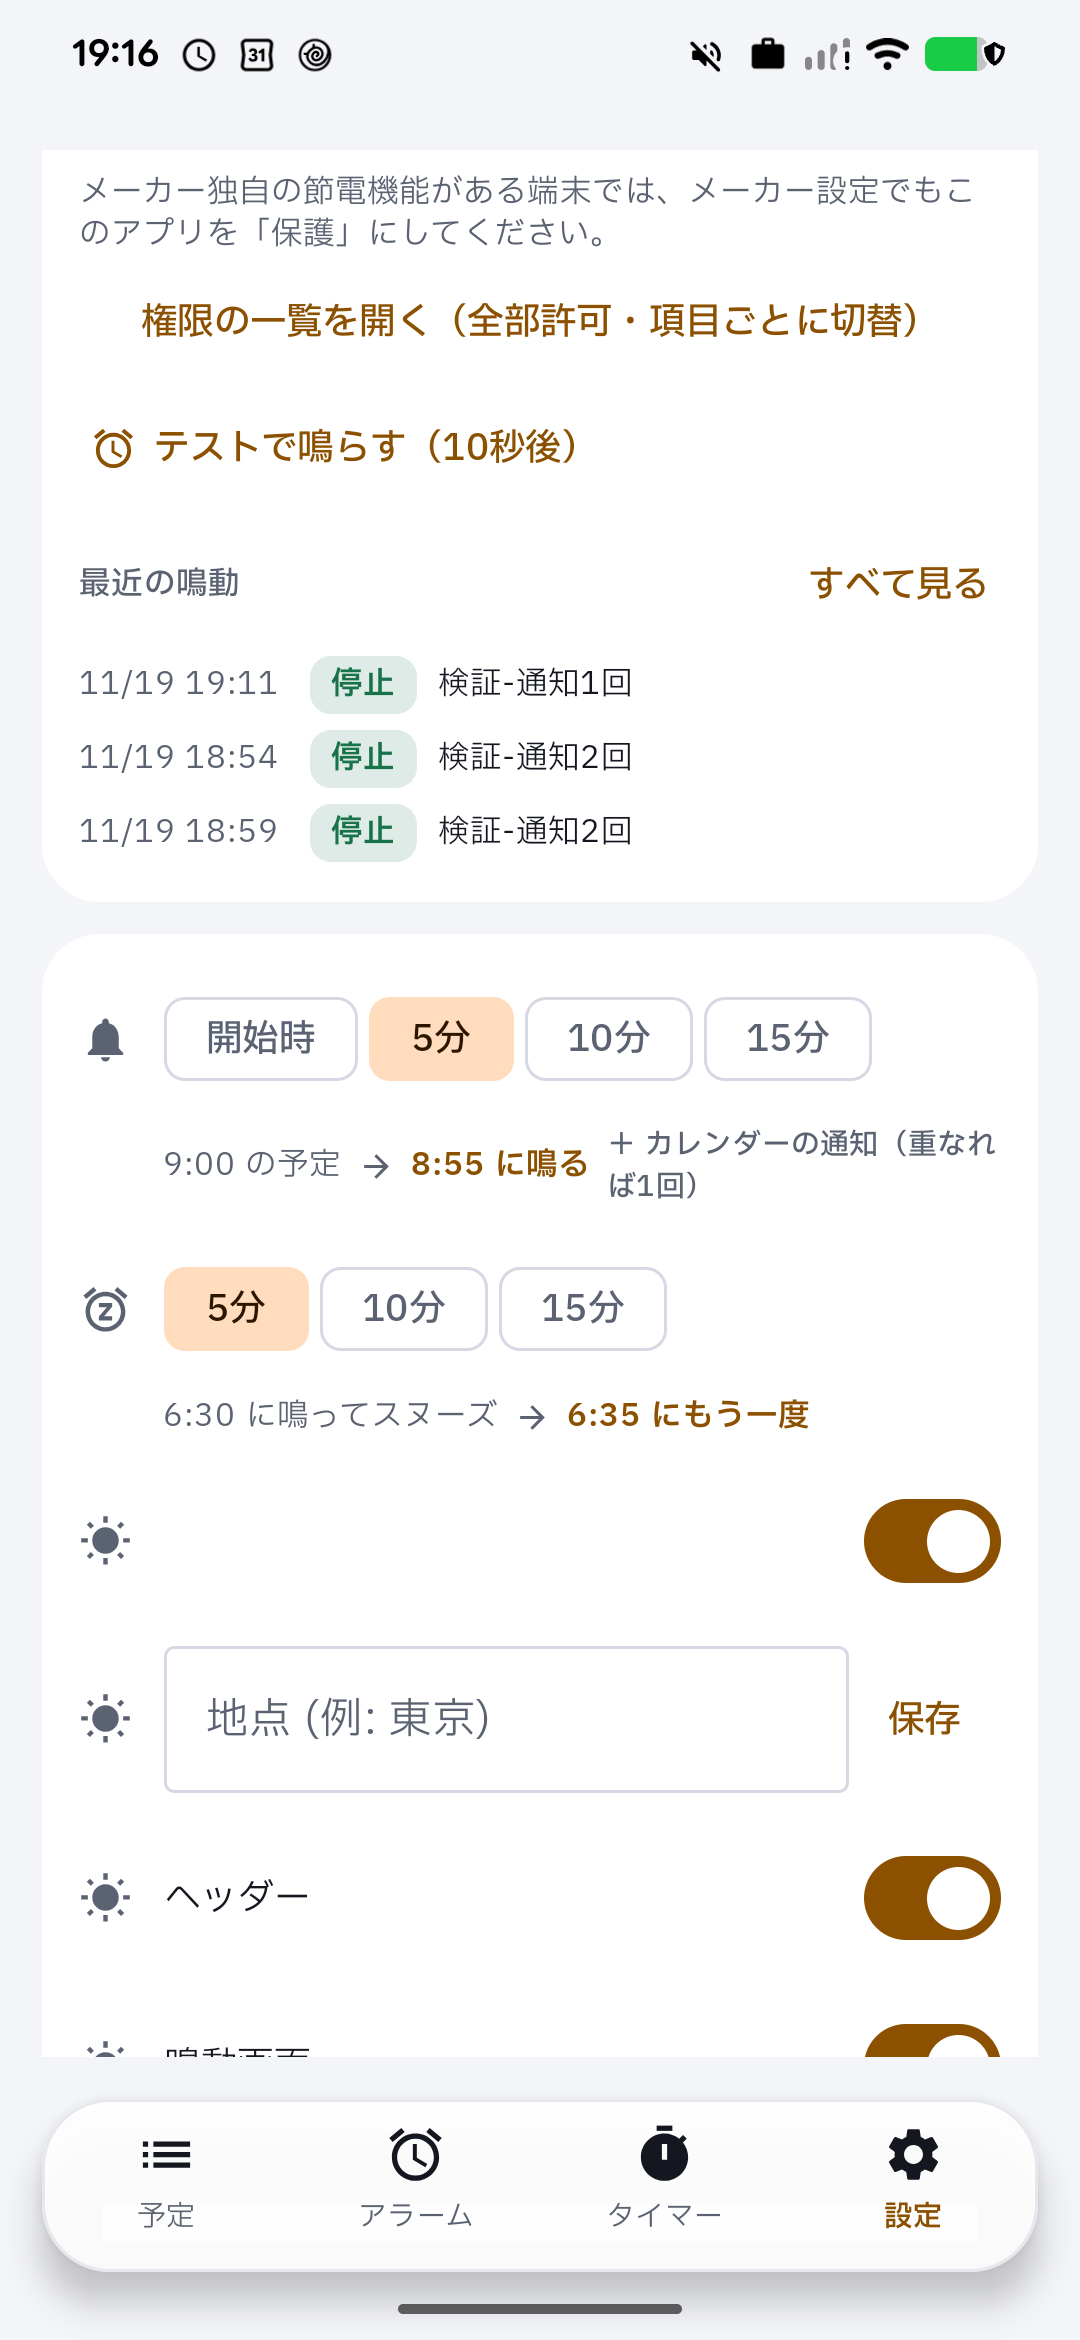 19:16
31
メーカー独自の節電機能がある端末では、メーカー設定でもこ
のアプリを「保護」にしてください。
権限の一覧を開く（全部許可・項目ごとに切替）
テストで鳴らす（10秒後）
最近の鳴動 すべて見る
11/19 19:11 停止 検証-通知1回
11/19 18:54 停止 検証-通知2回
11/19 18:59 停止 検証-通知2回
開始時 5分 10分 15分
9:00 の予定 → 8:55 に鳴る ＋ カレンダーの通知（重なれ
ば1回）
5分 10分 15分
6:30 に鳴ってスヌーズ → 6:35 にもう一度
地点 (例: 東京) 保存
ヘッダー
鳴動画面
予定 アラーム タイマー 設定